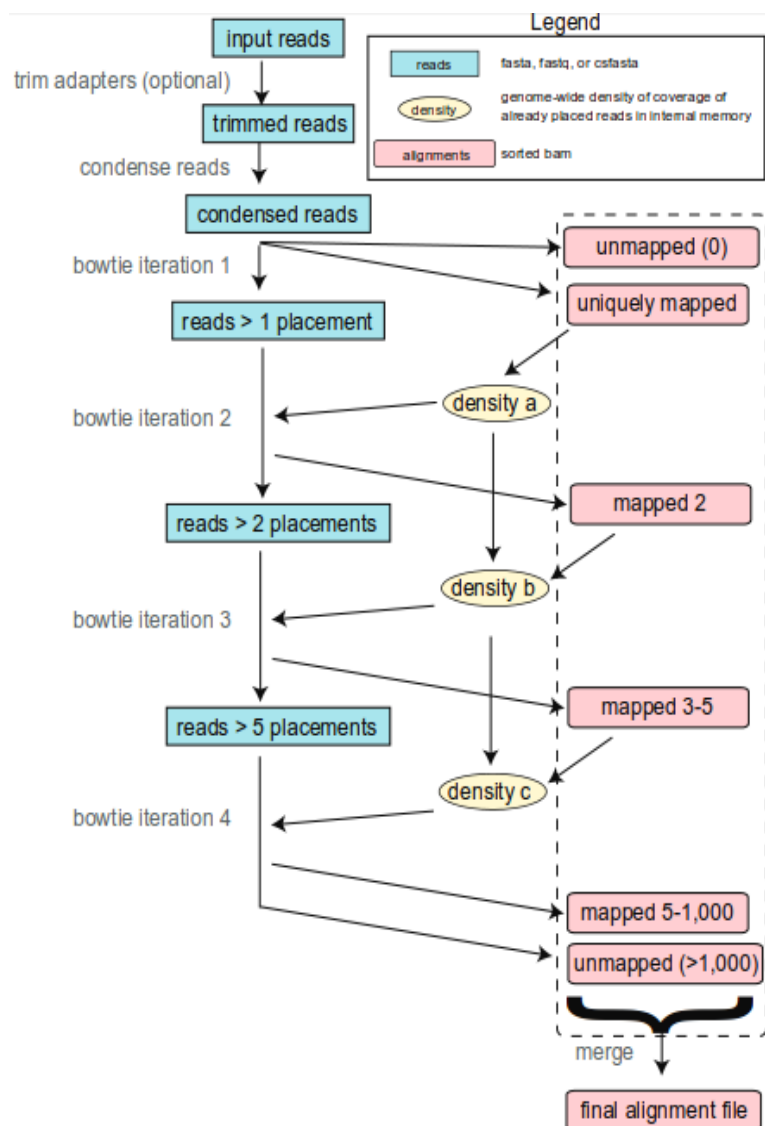 Legend
input reads
reads
fasta, fastq, or csfasta
trim adapters (optional)
density
genome-wide density of coverage of
already placed reads in internal memory
trimmed reads
alignments
sorted bam
condense reads
condensed reads
unmapped (0)
bowtie iteration 1
uniquely mapped
reads > 1 placement
density a
bowtie iteration 2
mapped 2
reads > 2 placements
density b
bowtie iteration 3
mapped 3-5
reads > 5 placements
density c
bowtie iteration 4
mapped 5-1,000
unmapped (>1,000)
merge
final alignment file